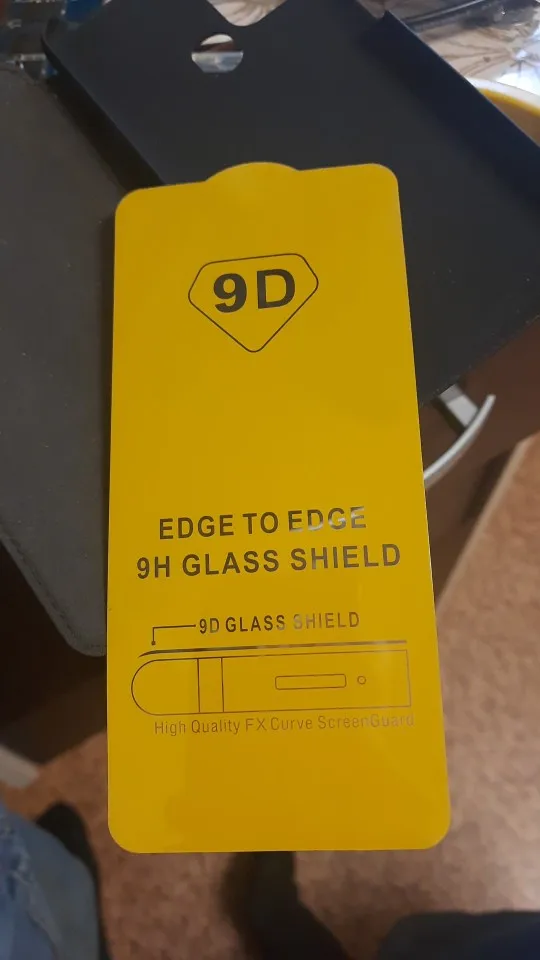 9D
EDGE TO EDGE
9H GLASS SHIELD
9D GLASS SHIELD
High Quality FX Curve ScreenGuard